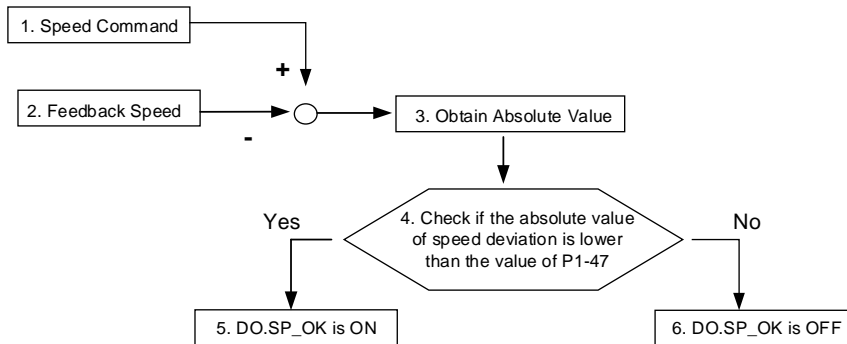 1. Speed Command
+
2. Feedback Speed
-
3. Obtain Absolute Value
4. Check if the absolute value
of speed deviation is lower
than the value of P1-47
Yes
No
5. DO.SP_OK is ON
6. DO.SP_OK is OFF